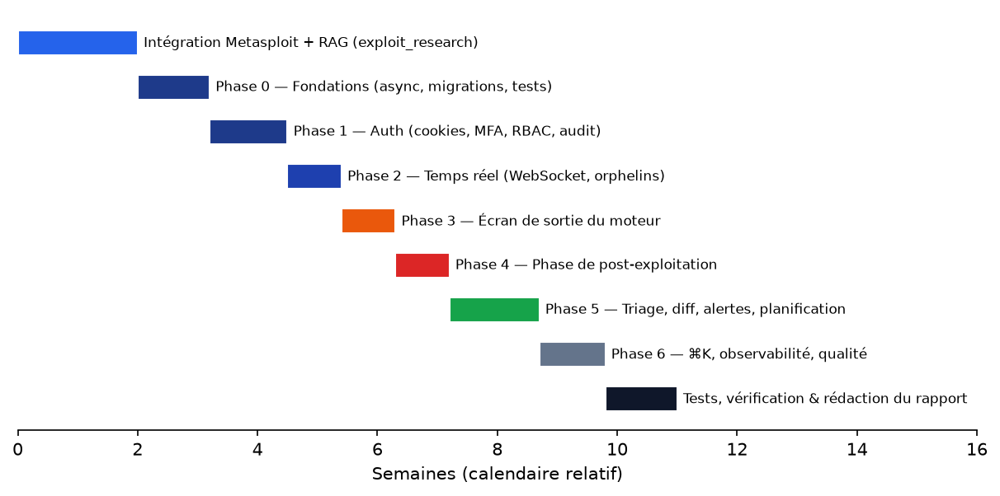 Intégration Metasploit + RAG (exploit_research)
Phase 0 — Fondations (async, migrations, tests)
Phase 1 — Auth (cookies, MFA, RBAC, audit)
Phase 2 — Temps réel (WebSocket, orphelins)
Phase 3 — Écran de sortie du moteur
Phase 4 — Phase de post-exploitation
Phase 5 — Triage, diff, alertes, planification
Phase 6 — ⌘K, observabilité, qualité
Tests, vérification & rédaction du rapport
0 2 4 6 8 10 12 14 16
Semaines (calendaire relatif)